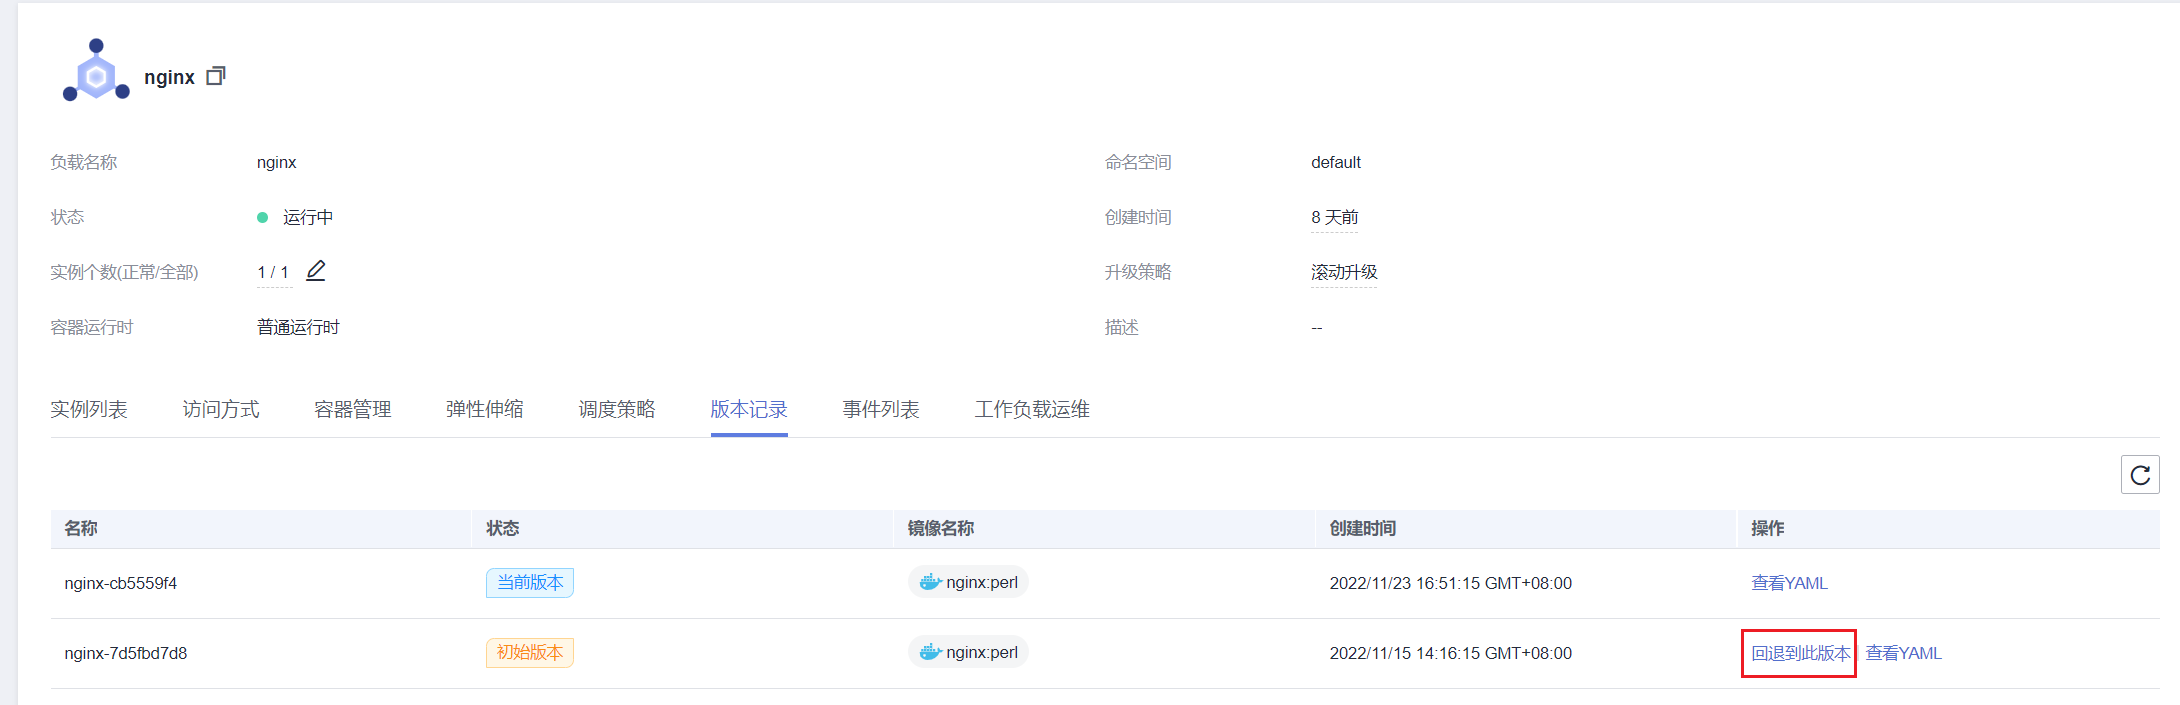 nginx
负载名称 nginx 命名空间 default
状态 运行中 创建时间 8 天前
实例个数(正常/全部) 1 / 1 升级策略 滚动升级
容器运行时 普通运行时 描述 --
实例列表 访问方式 容器管理 弹性伸缩 调度策略 版本记录 事件列表 工作负载运维
名称 状态 镜像名称 创建时间 操作
nginx-cb5559f4 当前版本 nginx:perl 2022/11/23 16:51:15 GMT+08:00 查看YAML
nginx-7d5fbd7d8 初始版本 nginx:perl 2022/11/15 14:16:15 GMT+08:00 回退到此版本 查看YAML